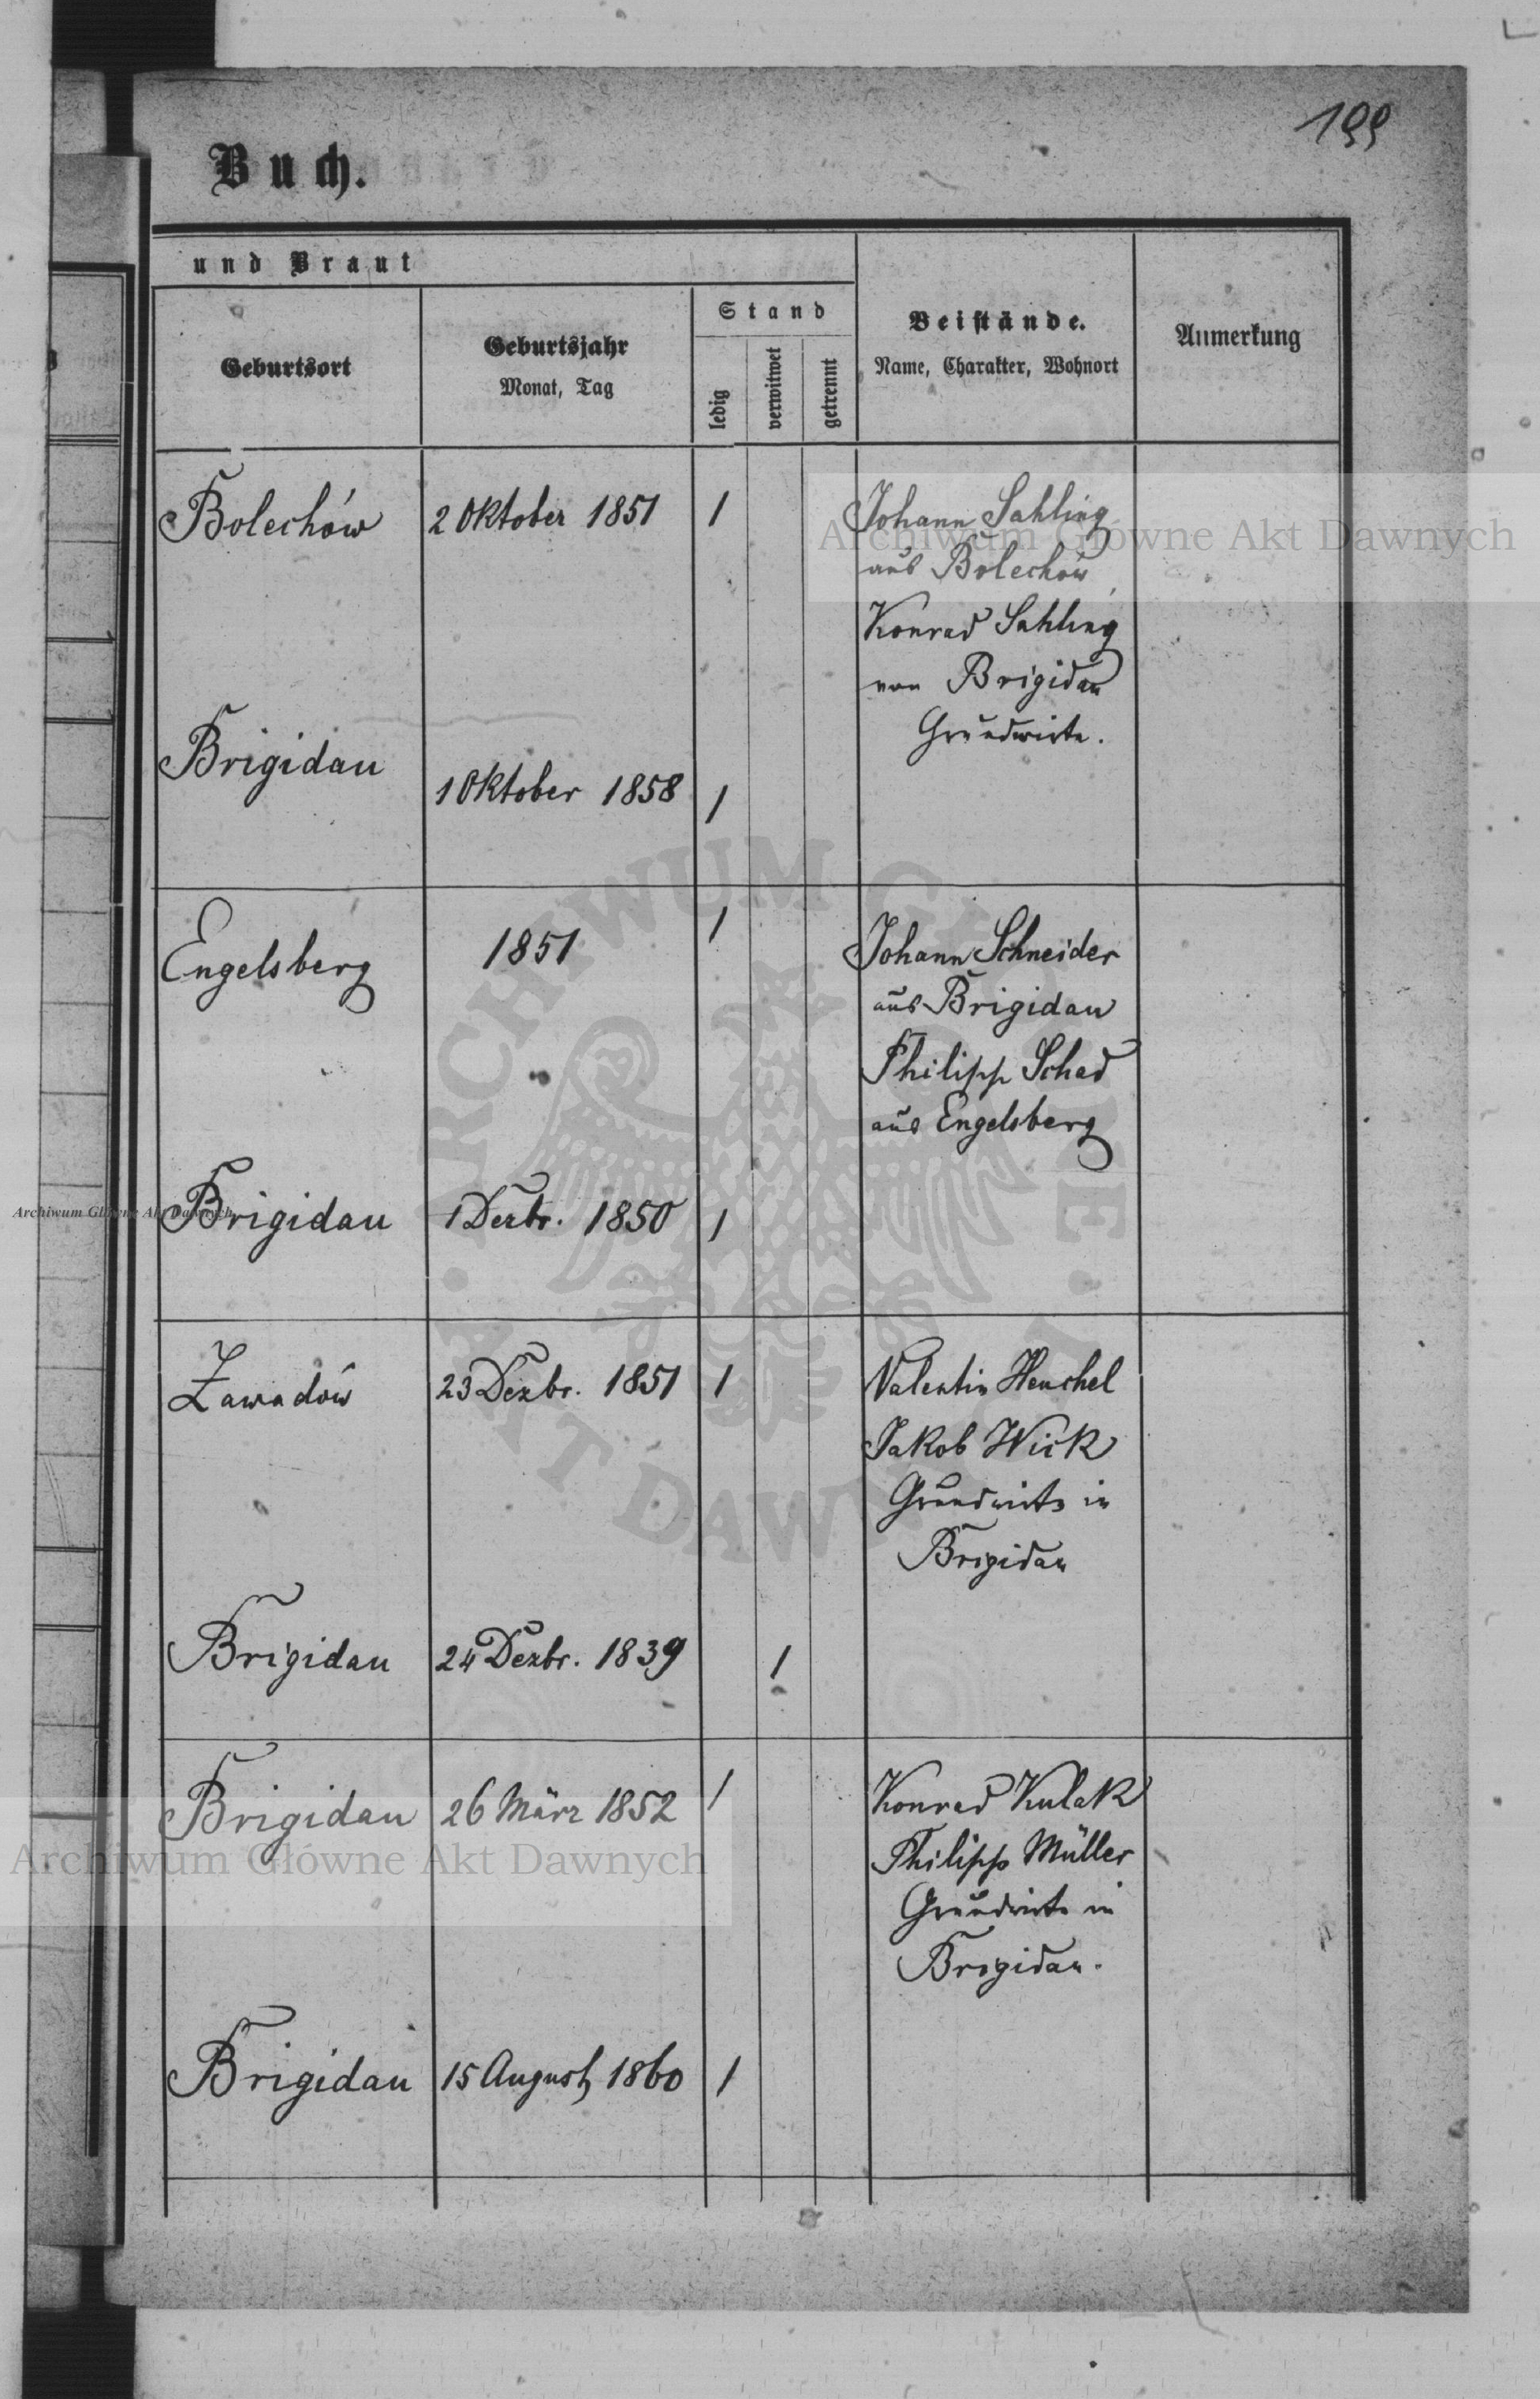 199
Buch.
und Braut
Geburtsort
Geburtsjahr
Monat, Tag
Stand
ledig
verwitwet
getrennt
Beistände.
Name, Charakter, Wohnort
Anmerkung
Bolechów 2 Oktober 1851 1 Johann Sahling
aus Bolechów
Konrad Sahling
von Brigidau
Grundwirte.
Brigidau 1 Oktober 1858 1
Engelsberg 1851 1 Johann Schneider
aus Brigidau
Philipp Schad
aus Engelsberg
Brigidau 1 Dezbr. 1850 1
Zawadów 23 Dezbr. 1851 1 Valentin Henchel
Jakob Wick
Grundwirte in
Brigidau
Brigidau 24 Dezbr. 1839 1
Brigidau 26 März 1852 1 Konrad Kulak
Philipp Müller
Grundwirte in
Brigidau.
Brigidau 15 August 1860 1
Archiwum Główne Akt Dawnych
Archiwum Główne Akt Dawnych
Archiwum Główne Akt Dawnych